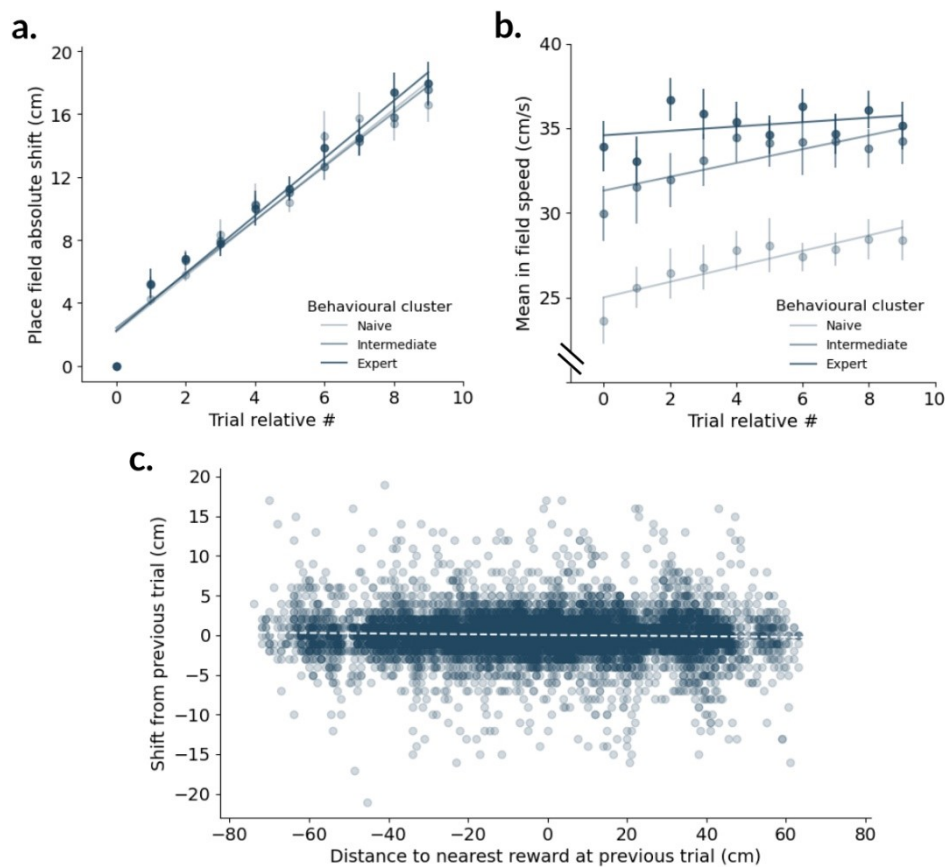 a.
Place field absolute shift (cm)
20
16
12
8
4
0
Behavioural cluster
Naive
Intermediate
Expert
0 2 4 6 8 10
Trial relative #
b.
Mean in field speed (cm/s)
40
35
30
25
Behavioural cluster
Naive
Intermediate
Expert
0 2 4 6 8 10
Trial relative #
c.
Shift from previous trial (cm)
20
15
10
5
0
−5
−10
−15
−20
−80 −60 −40 −20 0 20 40 60 80
Distance to nearest reward at previous trial (cm)